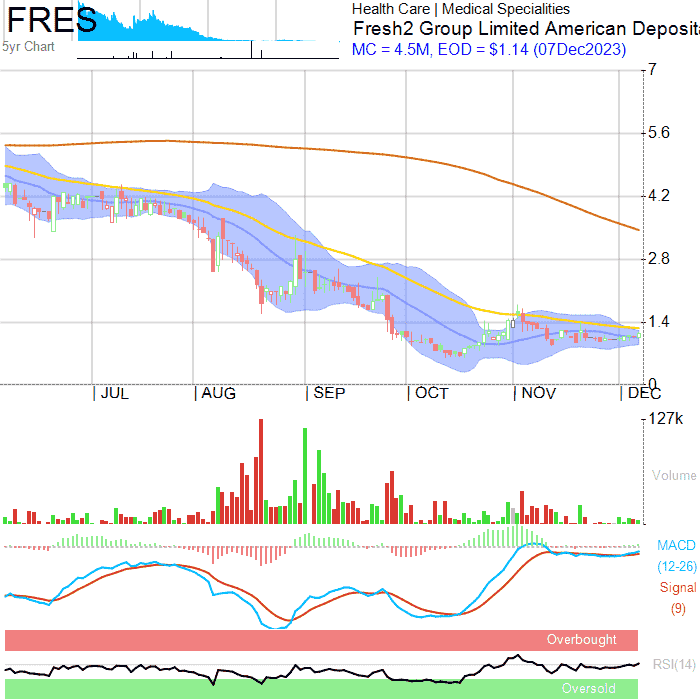 FRES
5yr Chart
Health Care | Medical Specialities
Fresh2 Group Limited American Deposit
MC = 4.5M, EOD = $1.14 (07Dec2023)
7
5.6
4.2
2.8
1.4
0
JUL AUG SEP OCT NOV DEC
127k
Volume
MACD
(12-26)
Signal
(9)
Overbought
RSI(14)
Oversold